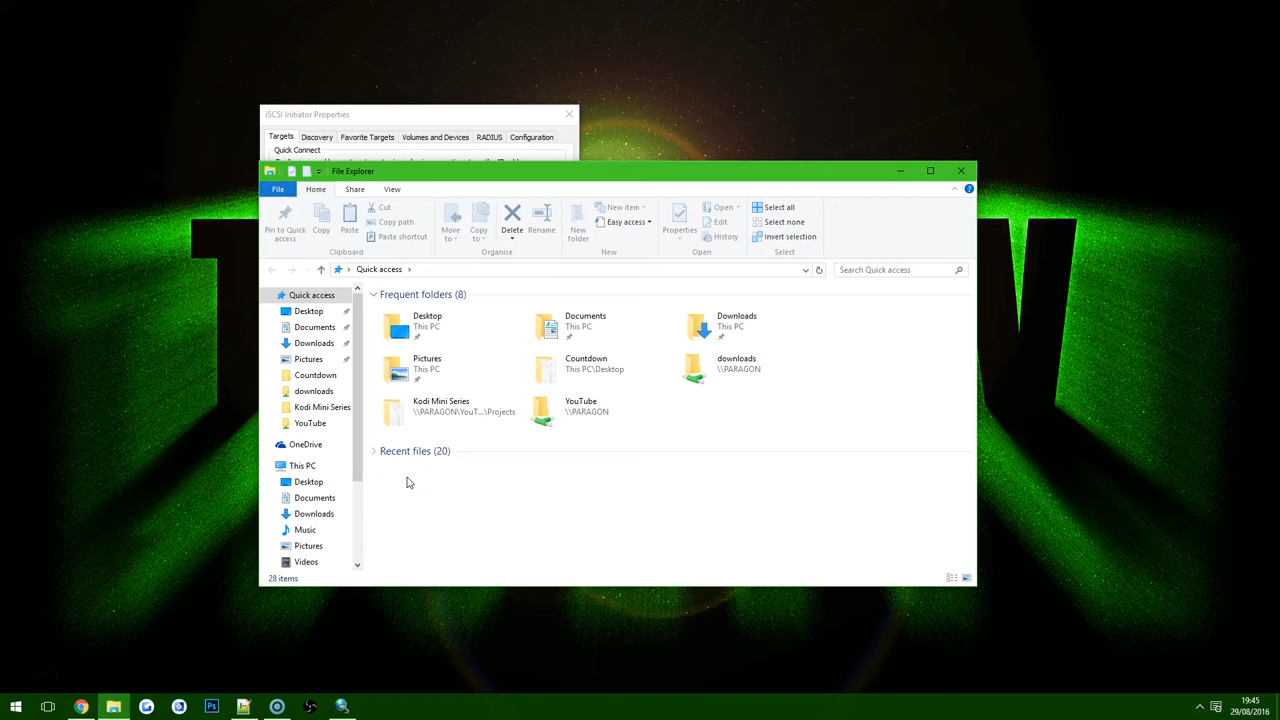 iSCSI Initiator Properties
Targets Discovery Favorite Targets Volumes and Devices RADIUS Configuration
Quick Connect
File Explorer
File Home Share View
Pin to Quick access
Copy
Paste
Cut
Copy path
Paste shortcut
Clipboard
Move to
Copy to
Delete
Rename
Organise
New folder
New item
Easy access
New
Properties
Open
Edit
History
Open
Select all
Select none
Invert selection
Select
Quick access
Search Quick access
Quick access
Desktop
Documents
Downloads
Pictures
Countdown
downloads
Kodi Mini Series
YouTube
OneDrive
This PC
Desktop
Documents
Downloads
Music
Pictures
Videos
Frequent folders (8)
Desktop
This PC
Documents
This PC
Downloads
This PC
Pictures
This PC
Countdown
This PC\Desktop
downloads
\\PARAGON
Kodi Mini Series
\\PARAGON\YouT...\Projects
YouTube
\\PARAGON
Recent files (20)
28 items
Ps
19:45
29/08/2016